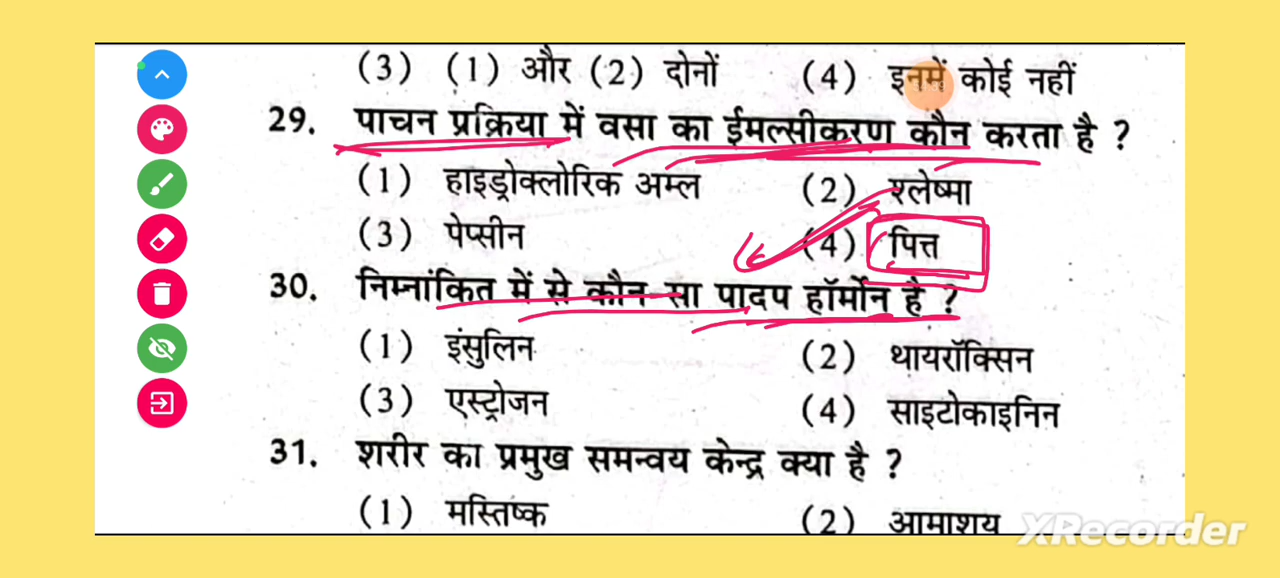 (3) (1) और (2) दोनों (4) इनमें कोई नहीं
29. पाचन प्रक्रिया में वसा का ईमल्सीकरण कौन करता है ?
(1) हाइड्रोक्लोरिक अम्ल (2) श्लेष्मा
(3) पेप्सीन (4) पित्त
30. निम्नांकित में से कौन सा पादप हॉर्मोन है ?
(1) इंसुलिन (2) थायरॉक्सिन
(3) एस्ट्रोजन (4) साइटोकाइनिन
31. शरीर का प्रमुख समन्वय केन्द्र क्या है ?
(1) मस्तिष्क (2) आमाशय
XRecorder